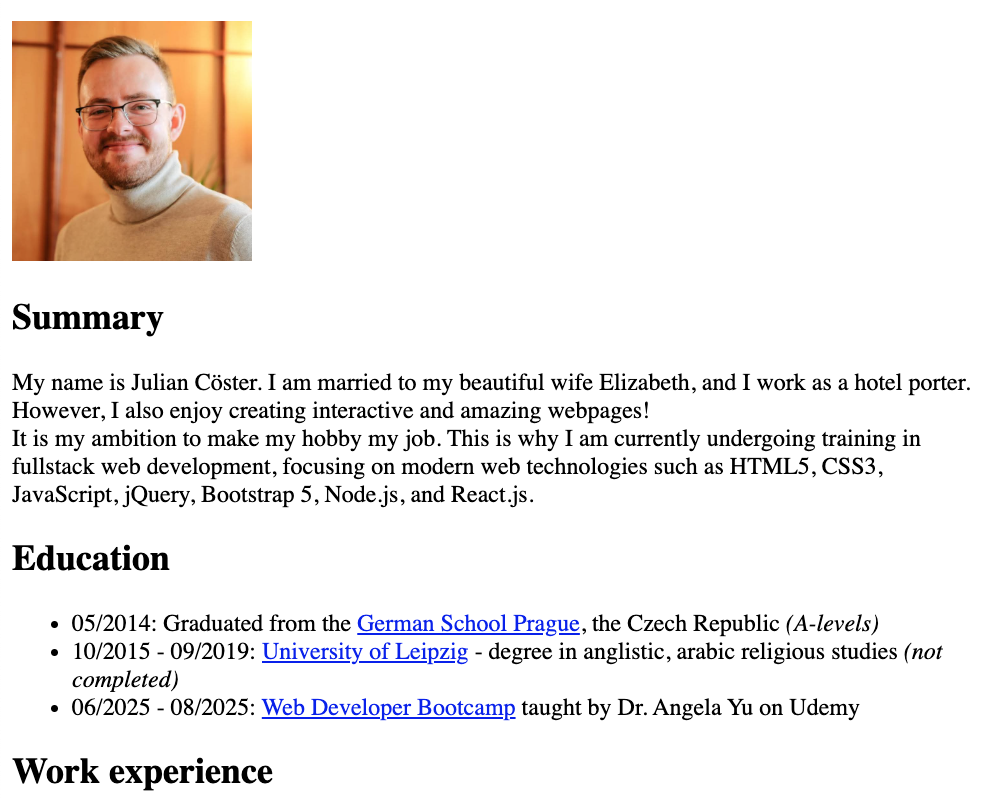 Summary
My name is Julian Cöster. I am married to my beautiful wife Elizabeth, and I work as a hotel porter.
However, I also enjoy creating interactive and amazing webpages!
It is my ambition to make my hobby my job. This is why I am currently undergoing training in
fullstack web development, focusing on modern web technologies such as HTML5, CSS3,
JavaScript, jQuery, Bootstrap 5, Node.js, and React.js.
Education
• 05/2014: Graduated from the German School Prague, the Czech Republic (A-levels)
• 10/2015 - 09/2019: University of Leipzig - degree in anglistic, arabic religious studies (not
completed)
• 06/2025 - 08/2025: Web Developer Bootcamp taught by Dr. Angela Yu on Udemy
Work experience